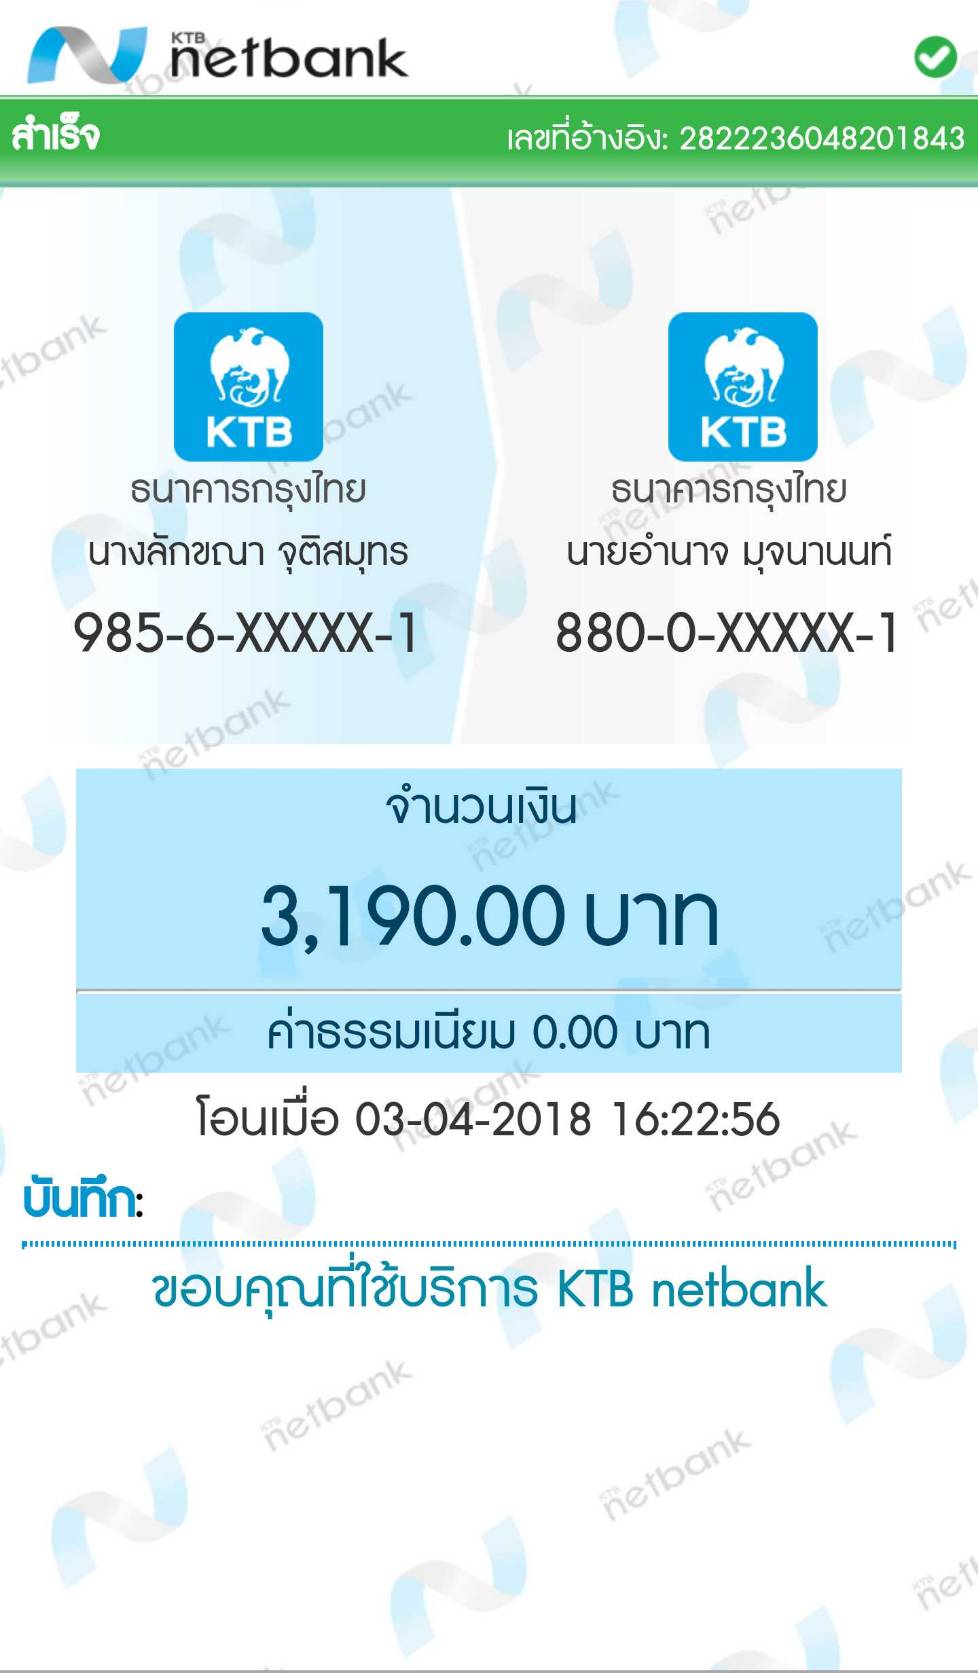 KTB netbank
สำเร็จ เลขที่อ้างอิง: 2822236048201843
KTB KTB
ธนาคารกรุงไทย ธนาคารกรุงไทย
นางลักขณา จุติสมุทร นายอำนาจ มุจนานนท์
985-6-XXXXX-1 880-0-XXXXX-1
จำนวนเงิน
3,190.00 บาท
ค่าธรรมเนียม 0.00 บาท
โอนเมื่อ 03-04-2018 16:22:56
บันทึก:
ขอบคุณที่ใช้บริการ KTB netbank